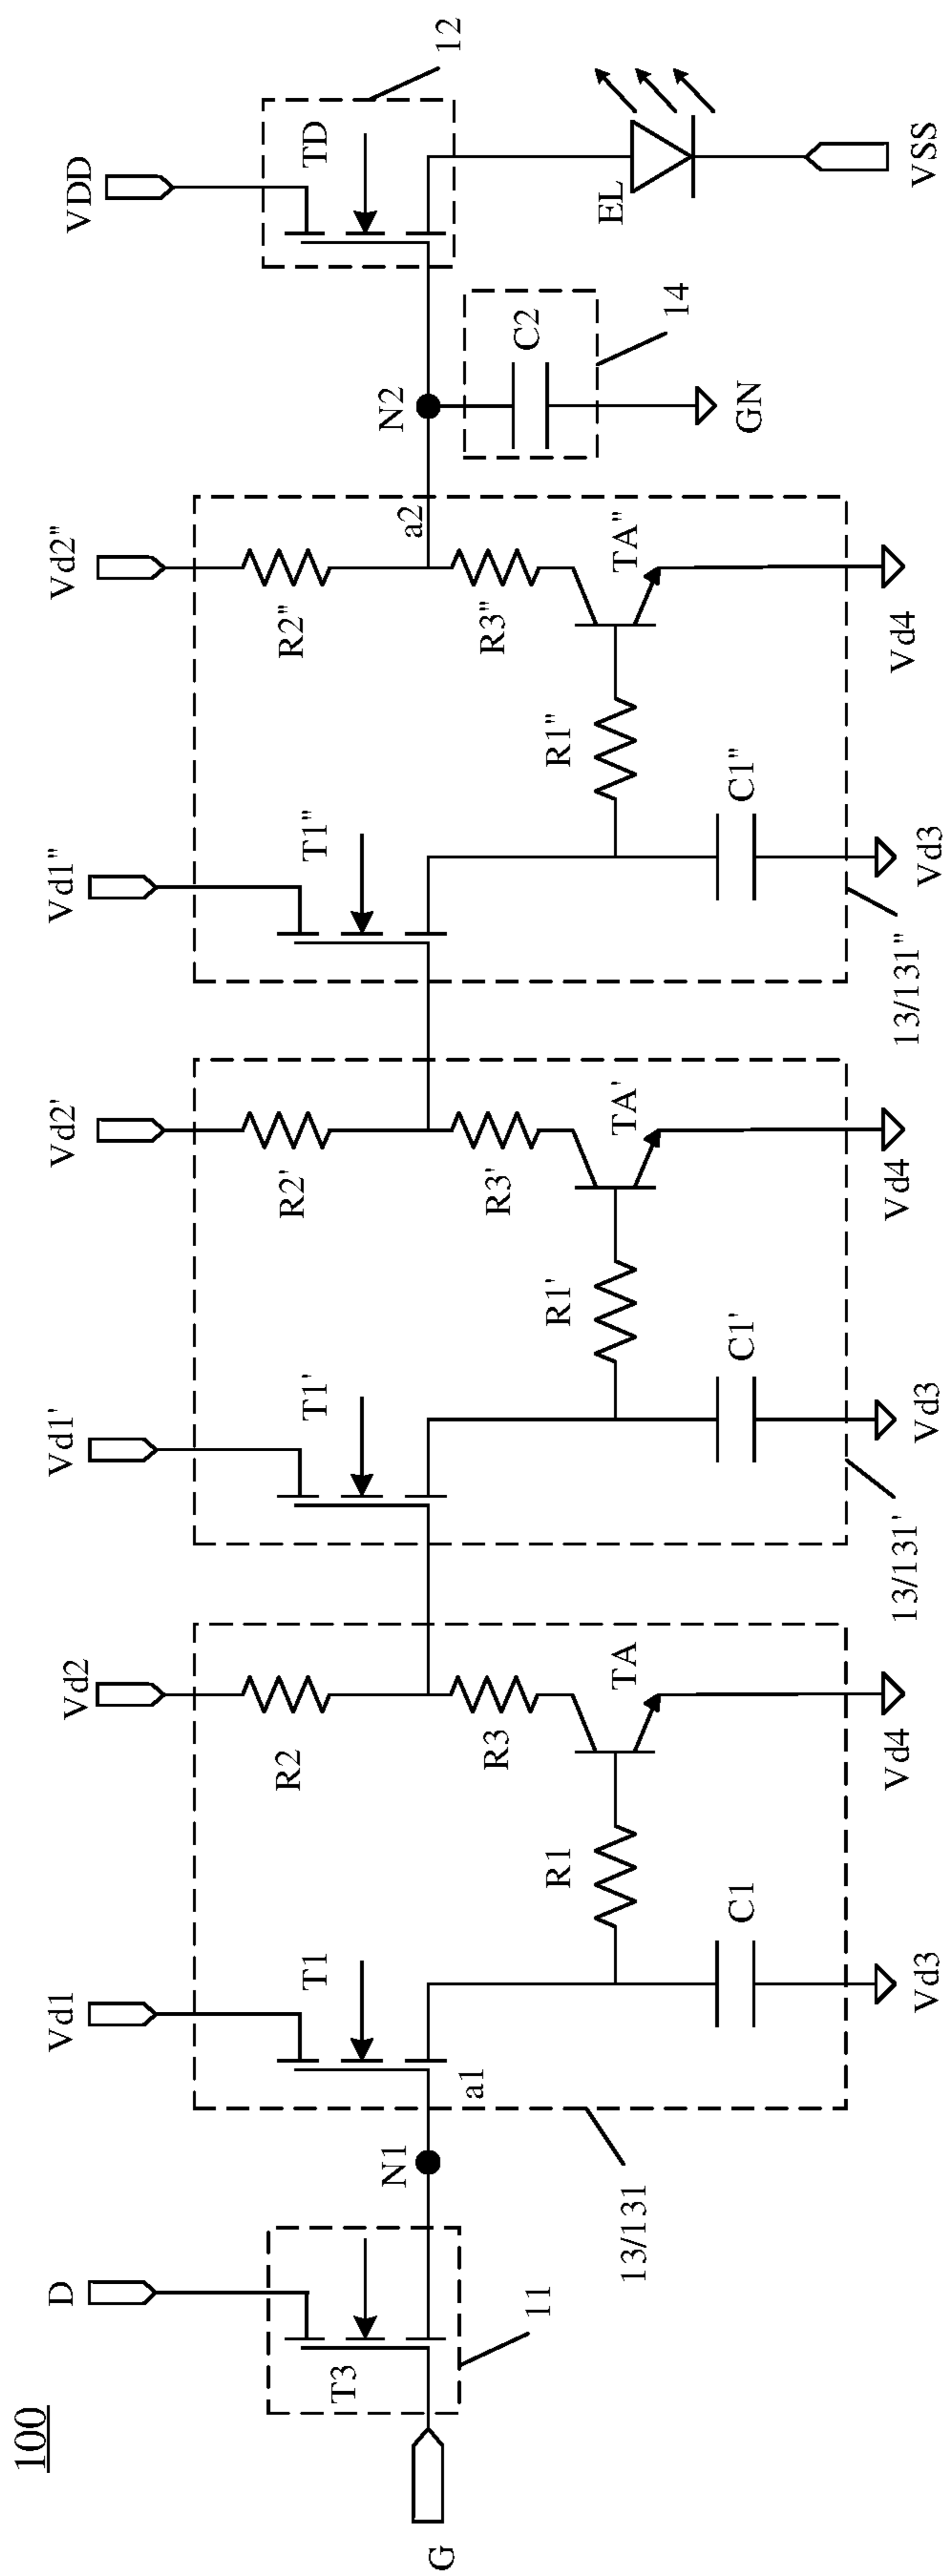 100
G
D
T3
11
N1
a1
Vd1
T1
Vd2
R2
R3
R1
TA
C1
Vd3
Vd4
13/131
Vd1'
T1'
Vd2'
R2'
R3'
R1'
TA'
C1'
Vd3
Vd4
13/131'
Vd1"
T1"
Vd2"
R2"
a2
R3"
R1"
TA"
C1"
Vd3
Vd4
13/131"
N2
C2
14
GN
VDD
TD
12
EL
VSS